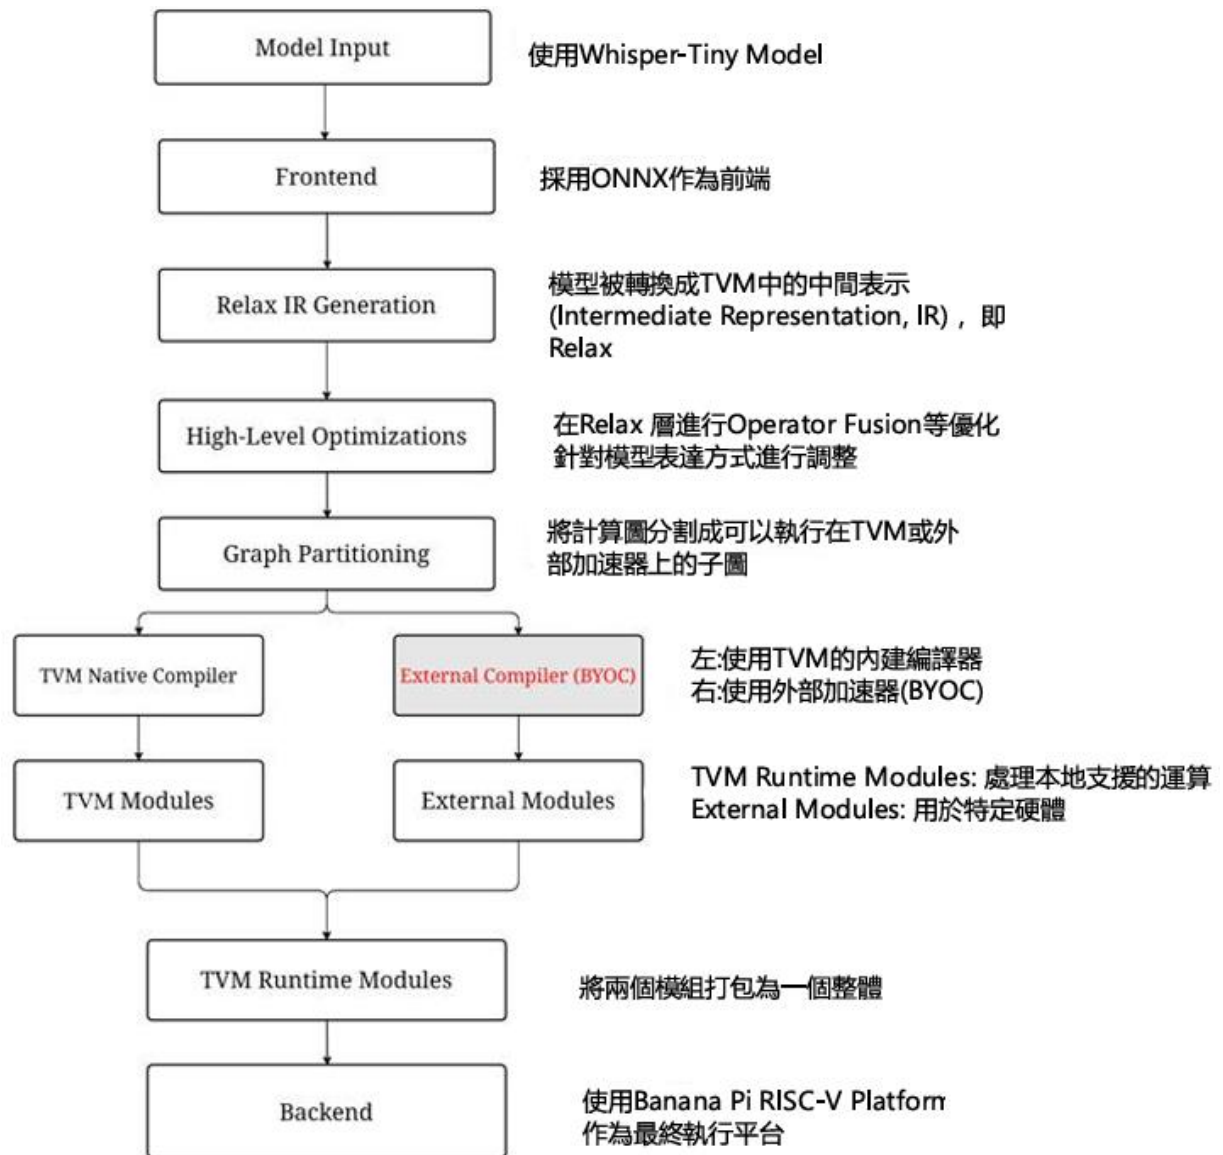 Model Input
使用Whisper-Tiny Model
Frontend
採用ONNX作為前端
Relax IR Generation
模型被轉換成TVM中的中間表示
(Intermediate Representation, IR) ，即
Relax
High-Level Optimizations
在Relax 層進行Operator Fusion等優化
針對模型表達方式進行調整
Graph Partitioning
將計算圖分割成可以執行在TVM或外
部加速器上的子圖
TVM Native Compiler
External Compiler (BYOC)
左:使用TVM的內建編譯器
右:使用外部加速器(BYOC)
TVM Modules
External Modules
TVM Runtime Modules: 處理本地支援的運算
External Modules: 用於特定硬體
TVM Runtime Modules
將兩個模組打包為一個整體
Backend
使用Banana Pi RISC-V Platform
作為最終執行平台